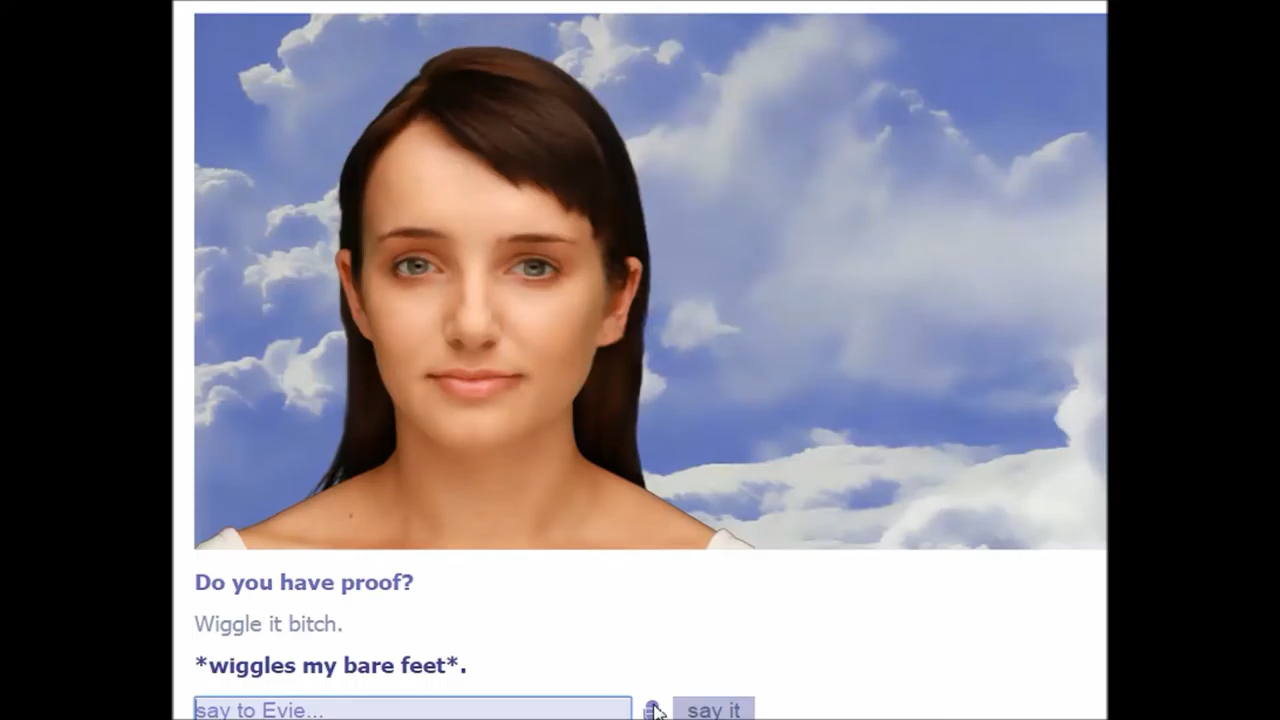 Do you have proof?
Wiggle it bitch.
*wiggles my bare feet*.
say to Evie...
say it